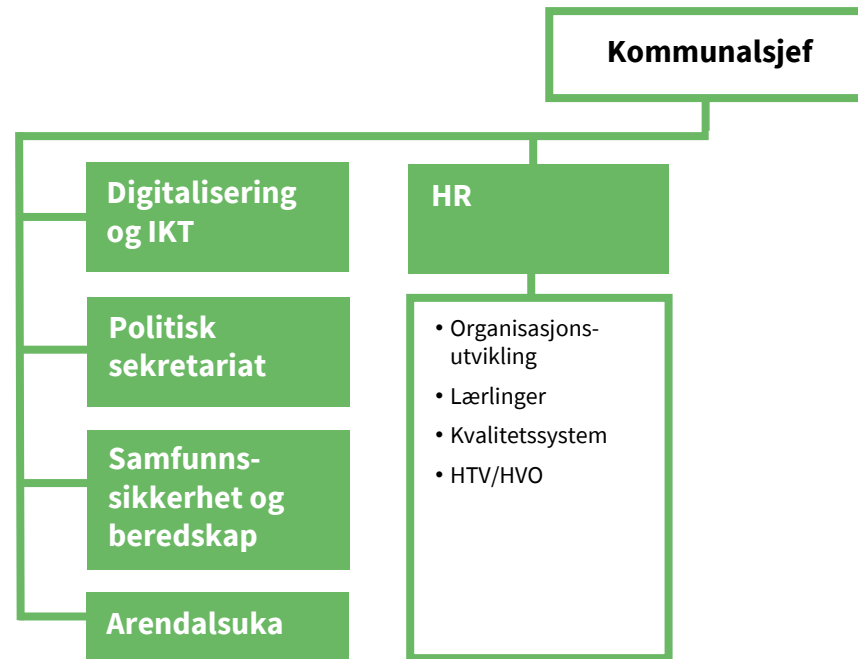 Kommunalsjef
Digitalisering
og IKT
Politisk
sekretariat
Samfunns-
sikkerhet og
beredskap
Arendalsuka
HR
• Organisasjons-
utvikling
• Lærlinger
• Kvalitetssystem
• HTV/HVO